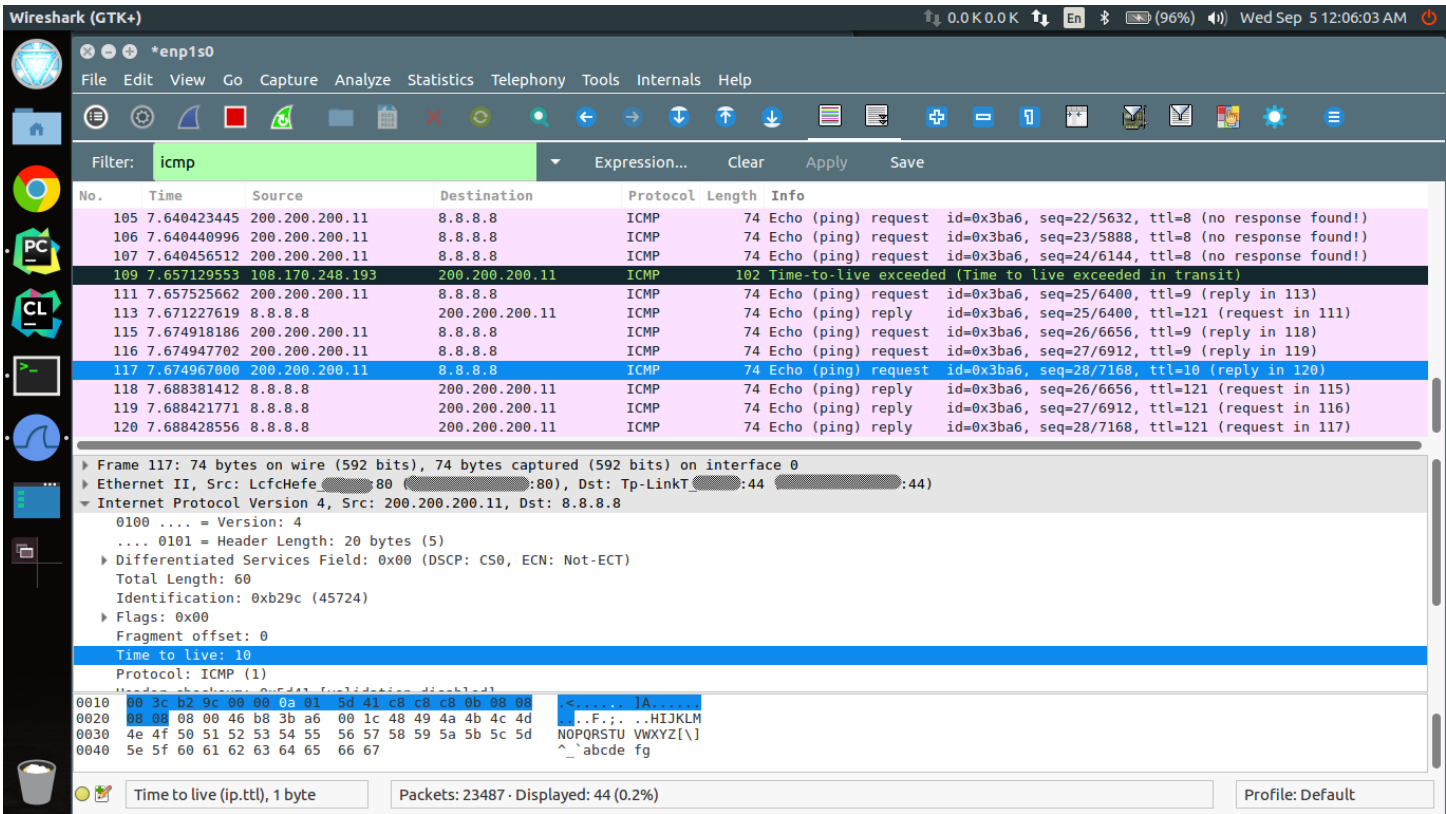 Wireshark (GTK+)
0.0 K 0.0 K En (96%) Wed Sep 5 12:06:03 AM
*enp1s0
File Edit View Go Capture Analyze Statistics Telephony Tools Internals Help
Filter: icmp Expression... Clear Apply Save
No. Time Source Destination Protocol Length Info
105 7.640423445 200.200.200.11 8.8.8.8 ICMP 74 Echo (ping) request id=0x3ba6, seq=22/5632, ttl=8 (no response found!)
106 7.640440996 200.200.200.11 8.8.8.8 ICMP 74 Echo (ping) request id=0x3ba6, seq=23/5888, ttl=8 (no response found!)
107 7.640456512 200.200.200.11 8.8.8.8 ICMP 74 Echo (ping) request id=0x3ba6, seq=24/6144, ttl=8 (no response found!)
109 7.657129553 108.170.248.193 200.200.200.11 ICMP 102 Time-to-live exceeded (Time to live exceeded in transit)
111 7.657525662 200.200.200.11 8.8.8.8 ICMP 74 Echo (ping) request id=0x3ba6, seq=25/6400, ttl=9 (reply in 113)
113 7.671227619 8.8.8.8 200.200.200.11 ICMP 74 Echo (ping) reply id=0x3ba6, seq=25/6400, ttl=121 (request in 111)
115 7.674918186 200.200.200.11 8.8.8.8 ICMP 74 Echo (ping) request id=0x3ba6, seq=26/6656, ttl=9 (reply in 118)
116 7.674947702 200.200.200.11 8.8.8.8 ICMP 74 Echo (ping) request id=0x3ba6, seq=27/6912, ttl=9 (reply in 119)
117 7.674967000 200.200.200.11 8.8.8.8 ICMP 74 Echo (ping) request id=0x3ba6, seq=28/7168, ttl=10 (reply in 120)
118 7.688381412 8.8.8.8 200.200.200.11 ICMP 74 Echo (ping) reply id=0x3ba6, seq=26/6656, ttl=121 (request in 115)
119 7.688421771 8.8.8.8 200.200.200.11 ICMP 74 Echo (ping) reply id=0x3ba6, seq=27/6912, ttl=121 (request in 116)
120 7.688428556 8.8.8.8 200.200.200.11 ICMP 74 Echo (ping) reply id=0x3ba6, seq=28/7168, ttl=121 (request in 117)
Frame 117: 74 bytes on wire (592 bits), 74 bytes captured (592 bits) on interface 0
Ethernet II, Src: LcfcHefe_ :80 ( :80), Dst: Tp-LinkT_ :44 ( :44)
Internet Protocol Version 4, Src: 200.200.200.11, Dst: 8.8.8.8
0100 .... = Version: 4
.... 0101 = Header Length: 20 bytes (5)
Differentiated Services Field: 0x00 (DSCP: CS0, ECN: Not-ECT)
Total Length: 60
Identification: 0xb29c (45724)
Flags: 0x00
Fragment offset: 0
Time to live: 10
Protocol: ICMP (1)
Header checksum: 0x5d41 [validation disabled]
0010 00 3c b2 9c 00 00 0a 01 5d 41 c8 c8 c8 0b 08 08 .<...... ]A......
0020 08 08 08 00 46 b8 3b a6 00 1c 48 49 4a 4b 4c 4d ....F.;. ..HIJKLM
0030 4e 4f 50 51 52 53 54 55 56 57 58 59 5a 5b 5c 5d NOPQRSTU VWXYZ[\]
0040 5e 5f 60 61 62 63 64 65 66 67 ^_`abcde fg
Time to live (ip.ttl), 1 byte Packets: 23487 · Displayed: 44 (0.2%) Profile: Default
PC
CL
>_